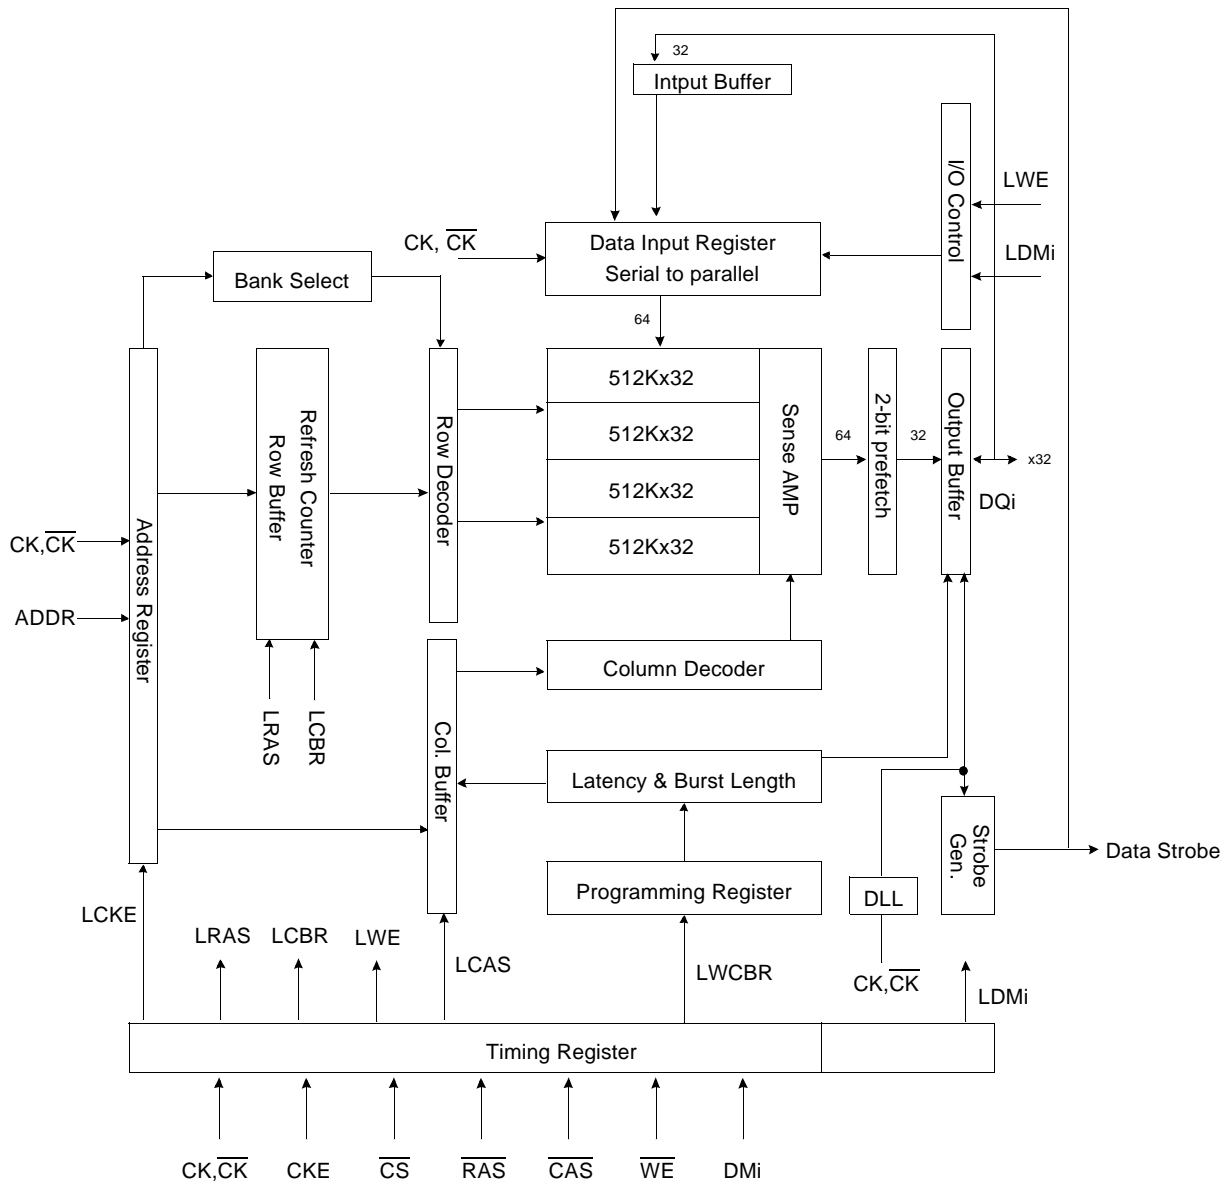 32
Intput Buffer
I/O Control
LWE
LDMi
CK, CK
Data Input Register
Serial to parallel
64
Bank Select
Address Register
Refresh Counter
Row Buffer
Row Decoder
512Kx32
512Kx32
512Kx32
512Kx32
Sense AMP
64
2-bit prefetch
32
Output Buffer
x32
DQi
CK,CK
ADDR
LRAS
LCBR
Col. Buffer
Column Decoder
Latency & Burst Length
Programming Register
DLL
CK,CK
Strobe
Gen.
Data Strobe
LCKE
LRAS
LCBR
LWE
LCAS
LWCBR
LDMi
Timing Register
CK,CK
CKE
CS
RAS
CAS
WE
DMi